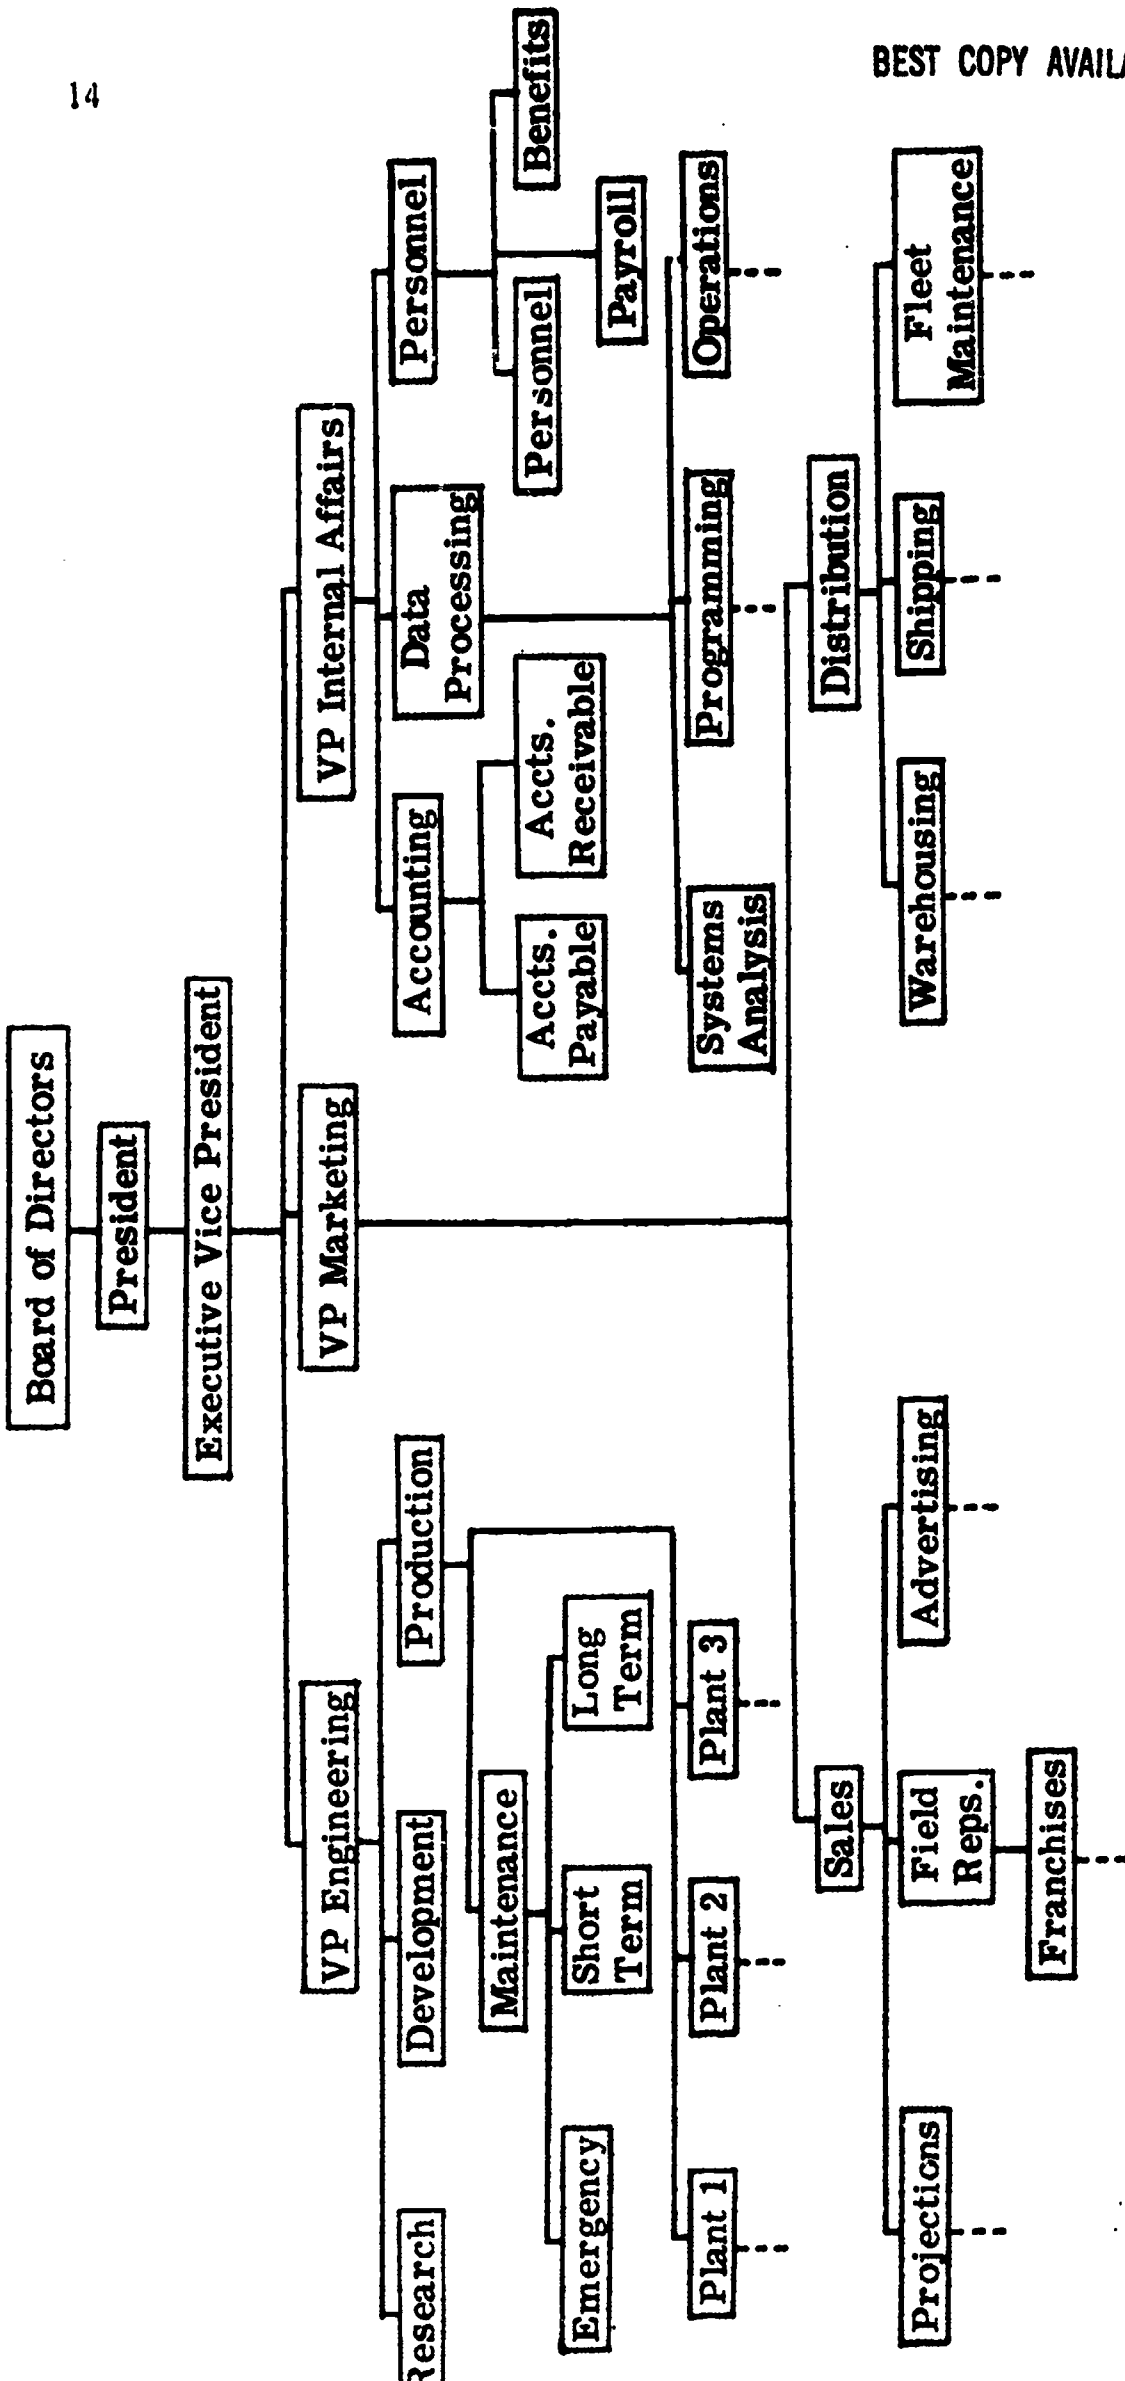 14
BEST COPY AVAILA
Board of Directors
President
Executive Vice President
VP Engineering
VP Marketing
VP Internal Affairs
Research
Development
Production
Accounting
Data
Processing
Personnel
Maintenance
Accts.
Payable
Accts.
Receivable
Personnel
Benefits
Emergency
Short
Term
Long
Term
Payroll
Plant 1
Plant 2
Plant 3
Systems
Analysis
Programming
Operations
Sales
Distribution
Projections
Field
Reps.
Advertising
Warehousing
Shipping
Fleet
Maintenance
Franchises